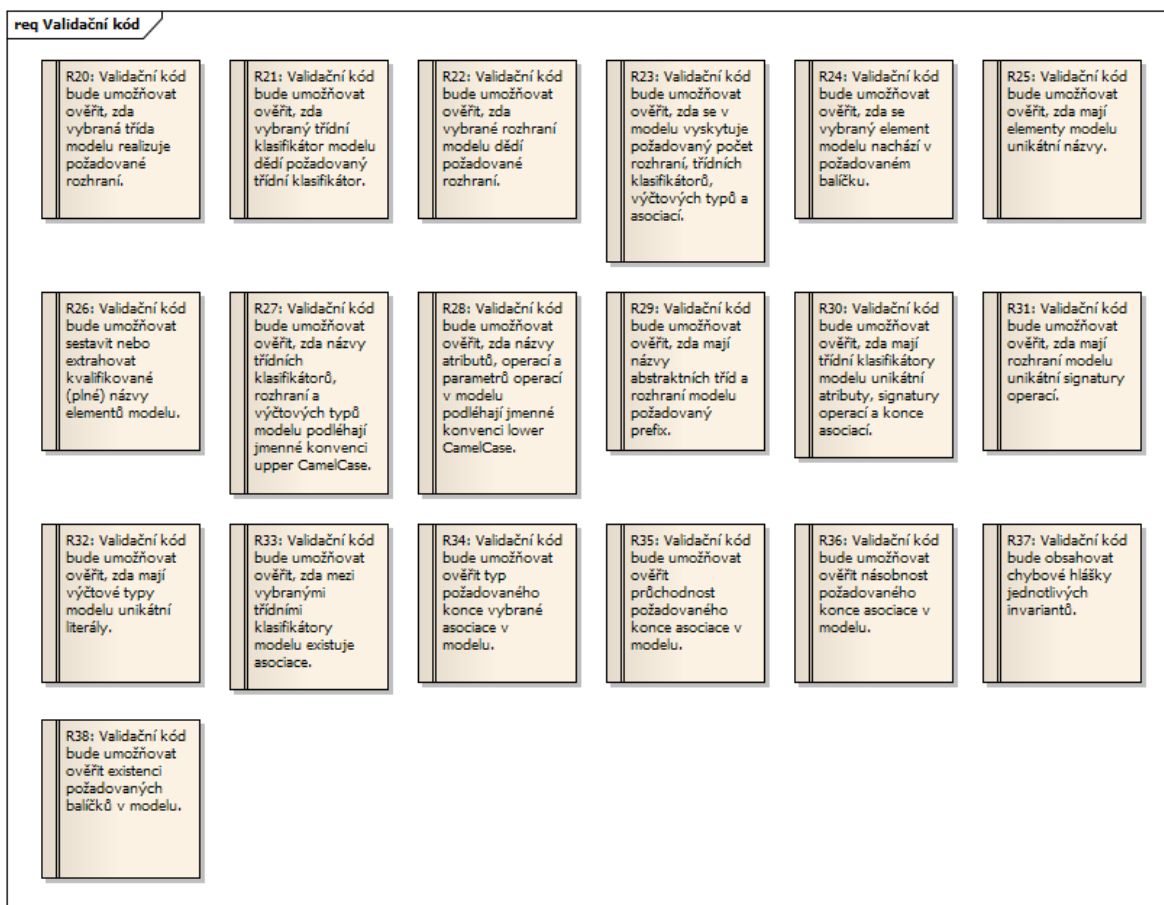 req Validační kód
R20: Validační kód
bude umožňovat
ověřit, zda
vybraná třída
modelu realizuje
požadované
rozhraní.
R21: Validační kód
bude umožňovat
ověřit, zda
vybraný třídní
klasifikátor modelu
dědí požadovaný
třídní klasifikátor.
R22: Validační kód
bude umožňovat
ověřit, zda
vybrané rozhraní
modelu dědí
požadované
rozhraní.
R23: Validační kód
bude umožňovat
ověřit, zda se v
modelu vyskytuje
požadovaný počet
rozhraní, třídních
klasifikátorů,
výčtových typů a
asociací.
R24: Validační kód
bude umožňovat
ověřit, zda se
vybraný element
modelu nachází v
požadovaném
balíčku.
R25: Validační kód
bude umožňovat
ověřit, zda mají
elementy modelu
unikátní názvy.
R26: Validační kód
bude umožňovat
sestavit nebo
extrahovat
kvalifikované
(plné) názvy
elementů modelu.
R27: Validační kód
bude umožňovat
ověřit, zda názvy
třídních
klasifikátorů,
rozhraní a
výčtových typů
modelu podléhají
jmenné konvenci
upper CamelCase.
R28: Validační kód
bude umožňovat
ověřit, zda názvy
atributů, operací a
parametrů operací
v modelu
podléhají jmenné
konvenci lower
CamelCase.
R29: Validační kód
bude umožňovat
ověřit, zda mají
názvy
abstraktních tříd a
rozhraní modelu
požadovaný
prefix.
R30: Validační kód
bude umožňovat
ověřit, zda mají
třídní klasifikátory
modelu unikátní
atributy, signatury
operací a konce
asociací.
R31: Validační kód
bude umožňovat
ověřit, zda mají
rozhraní modelu
unikátní signatury
operací.
R32: Validační kód
bude umožňovat
ověřit, zda mají
výčtové typy
modelu unikátní
literály.
R33: Validační kód
bude umožňovat
ověřit, zda mezi
vybranými
třídními
klasifikátory
modelu existuje
asociace.
R34: Validační kód
bude umožňovat
ověřit typ
požadovaného
konce vybrané
asociace v
modelu.
R35: Validační kód
bude umožňovat
ověřit
průchodnost
požadovaného
konce asociace v
modelu.
R36: Validační kód
bude umožňovat
ověřit násobnost
požadovaného
konce asociace v
modelu.
R37: Validační kód
bude obsahovat
chybové hlášky
jednotlivých
invariantů.
R38: Validační kód
bude umožňovat
ověřit existenci
požadovaných
balíčků v modelu.